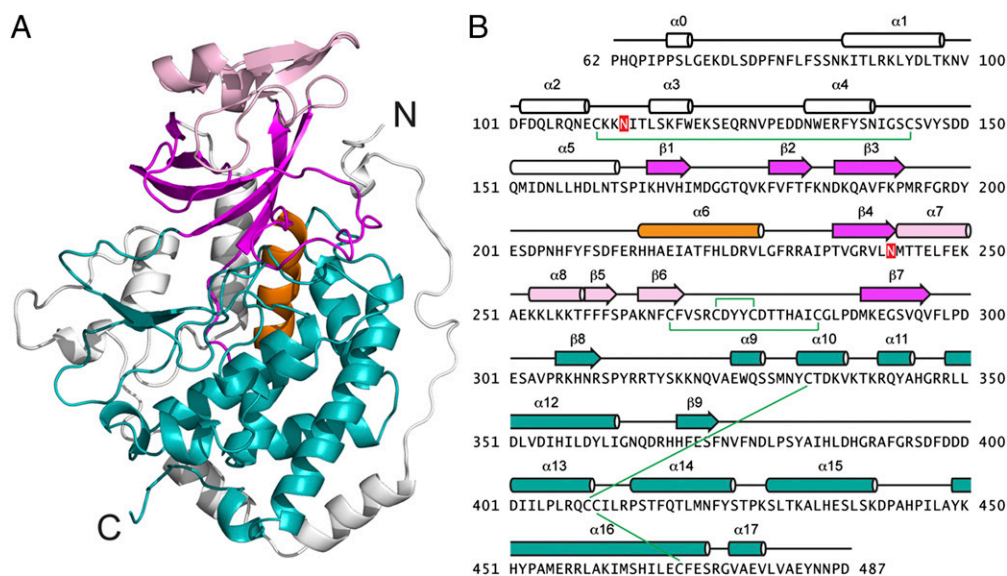 A
N
C
B
α0 α1
62 PHQPIPPSLGEKDLSDPFNFLFSSNKITLRKLYDLTKNV 100
α2 α3 α4
101 DFDQLRQNECKKNITLSKFWEKSEQRNVPEDDNWERFYSNIGSCSVYSDD 150
α5 β1 β2 β3
151 QMIDNLLHDLNTSPIKHVHIMDGGTQVKFVFTFKNDKQAVFKPMRFGRDY 200
α6 β4 α7
201 ESDPNHFYFSDFERHHAEIATFHLDRVLGFRRAIPTVGRVLNMTTELFEK 250
α8 β5 β6 β7
251 AEKKLKKTFFFSPAKNFCFVSRCDYYCDTTHAICGLPDMKEGSVQVFLPD 300
β8 α9 α10 α11
301 ESAVPRKHNRSPYRRTYSKKNQVAEWQSSMNYCTDKVKTKRQYAHGRRLL 350
α12 β9
351 DLVDIHILDYLIGNQDRHHFESFNVFNDLPSYAIHLDHGRAFGRSDFDDD 400
α13 α14 α15
401 DIILPLRQCCILRPSTFQTLMNFYSTPKSLTKALHESLSKDPAHPILAYK 450
α16 α17
451 HYPAMERRLAKIMSHILECFESRGVAEVLVAEYNNPD 487